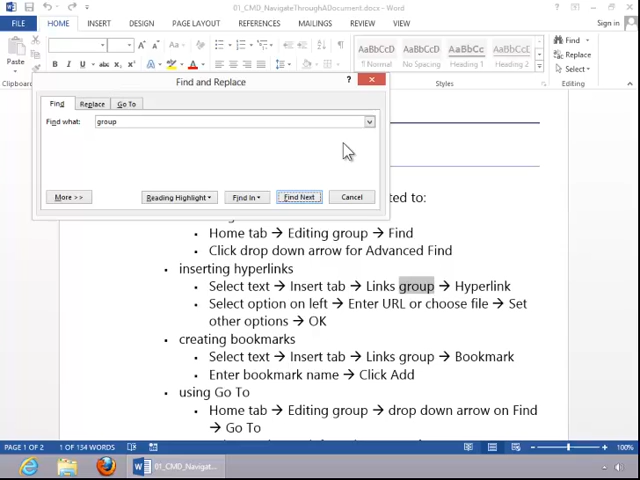 01_CMD_NavigateThroughADocument.docx - Word
FILE HOME INSERT DESIGN PAGE LAYOUT REFERENCES MAILINGS REVIEW VIEW Sign in
Paste
Clipboard
AaBbCcDc AaBbCcDc AaBbCc AaBbCcD
¶ Normal Heading 1 Heading 2
Styles
Find
Replace
Select
Editing
Find and Replace
Find Replace Go To
Find what: group
More >> Reading Highlight Find In Find Next Cancel
ted to:
• Home tab → Editing group → Find
• Click drop down arrow for Advanced Find
• inserting hyperlinks
• Select text → Insert tab → Links group → Hyperlink
• Select option on left → Enter URL or choose file → Set
other options → OK
• creating bookmarks
• Select text → Insert tab → Links group → Bookmark
• Enter bookmark name → Click Add
• using Go To
• Home tab → Editing group → drop down arrow on Find
→ Go To
PAGE 1 OF 2 1 OF 134 WORDS 100%
01_CMD_Navigat...